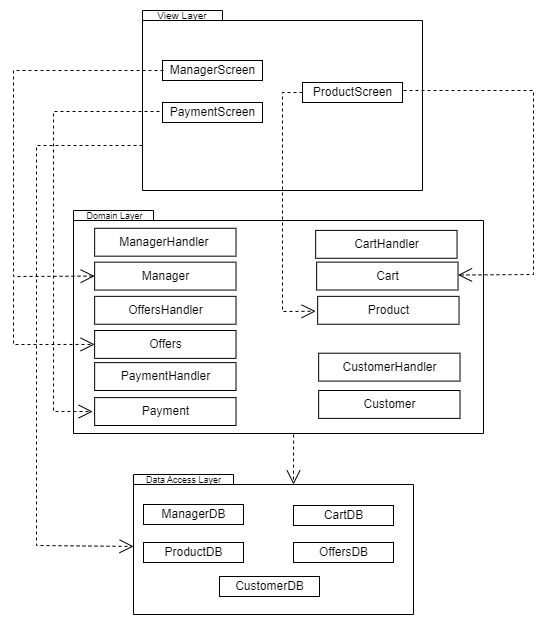 View Layer
ManagerScreen
ProductScreen
PaymentScreen
Domain Layer
ManagerHandler
CartHandler
Manager
Cart
OffersHandler
Product
Offers
PaymentHandler
CustomerHandler
Payment
Customer
Data Access Layer
ManagerDB
CartDB
ProductDB
OffersDB
CustomerDB